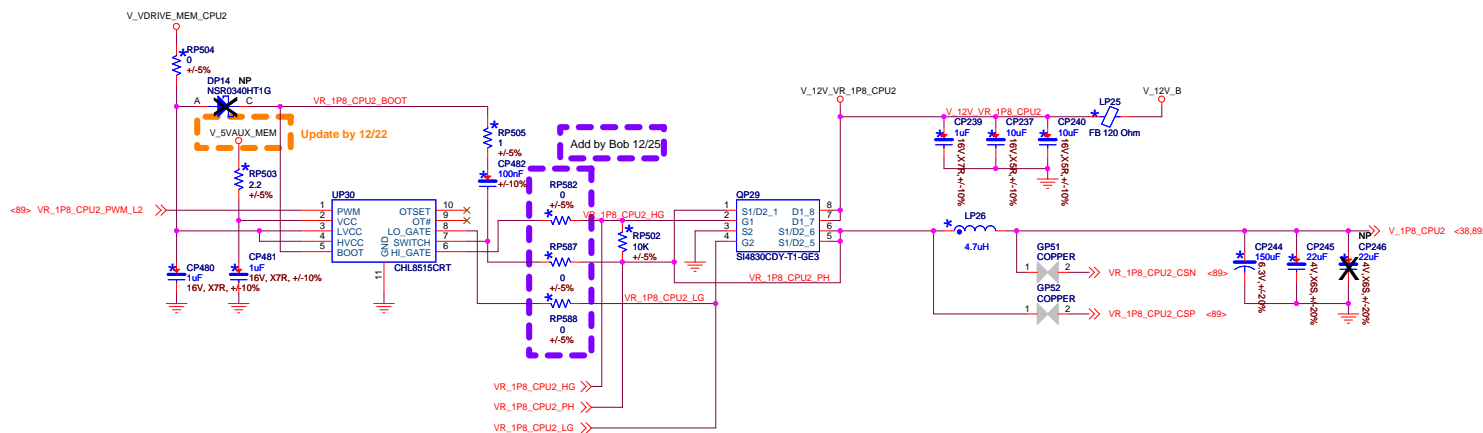 V_VDRIVE_MEM_CPU2
RP504
0
+/-5%
DP14 NP
NSR0340HT1G
A C
VR_1P8_CPU2_BOOT
V_5VAUX_MEM
Update by 12/22
RP503
2.2
+/-5%
RP505
1
+/-5%
CP482
100nF
+/-10%
Add by Bob 12/25
<89> VR_1P8_CPU2_PWM_L2
UP30
1 PWM OTSET 10
2 VCC OT# 9
3 LVCC LO_GATE 8
4 HVCC SWITCH 7
5 BOOT HI_GATE 6
GND
11
CHL8515CRT
CP480
1uF
16V, X7R, +/-10%
CP481
1uF
16V, X7R, +/-10%
RP582
0
+/-5%
VR_1P8_CPU2_HG
RP502
10K
+/-5%
RP587
0
+/-5%
VR_1P8_CPU2_PH
VR_1P8_CPU2_LG
RP588
0
+/-5%
VR_1P8_CPU2_HG
VR_1P8_CPU2_PH
VR_1P8_CPU2_LG
QP29
1 S1/D2_1 D1_8 8
2 G1 D1_7 7
3 S2 S1/D2_6 6
4 G2 S1/D2_5 5
SI4830CDY-T1-GE3
V_12V_VR_1P8_CPU2
V_12V_VR_1P8_CPU2
CP239
1uF
16V,X7R,+/-10%
CP237
10uF
16V,X5R,+/-10%
CP240
10uF
16V,X5R,+/-10%
LP25
FB 120 Ohm
V_12V_B
LP26
4.7uH
GP51
COPPER
1 2
VR_1P8_CPU2_CSN <89>
GP52
COPPER
1 2
VR_1P8_CPU2_CSP <89>
V_1P8_CPU2 <38,89
CP244
150uF
6.3V,+/-20%
CP245
22uF
4V,X6S,+/-20%
NP
CP246
22uF
4V,X6S,+/-20%